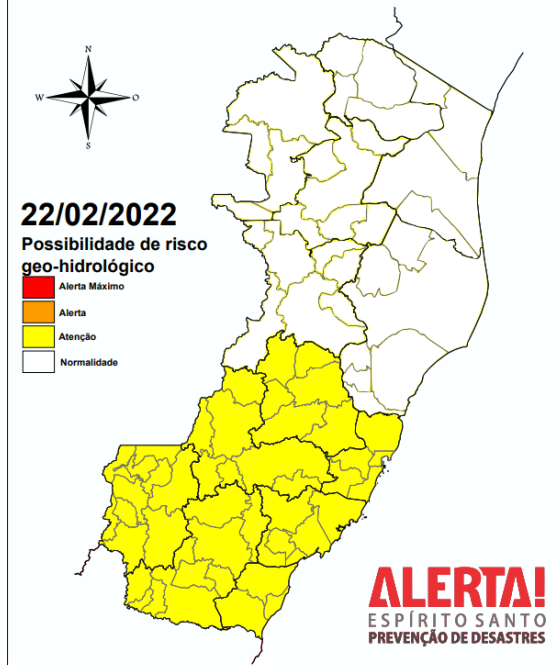 N
W
O
S
22/02/2022
Possibilidade de risco
geo-hidrológico
Alerta Máximo
Alerta
Atenção
Normalidade
ALERTA!
ESPÍRITO SANTO
PREVENÇÃO DE DESASTRES